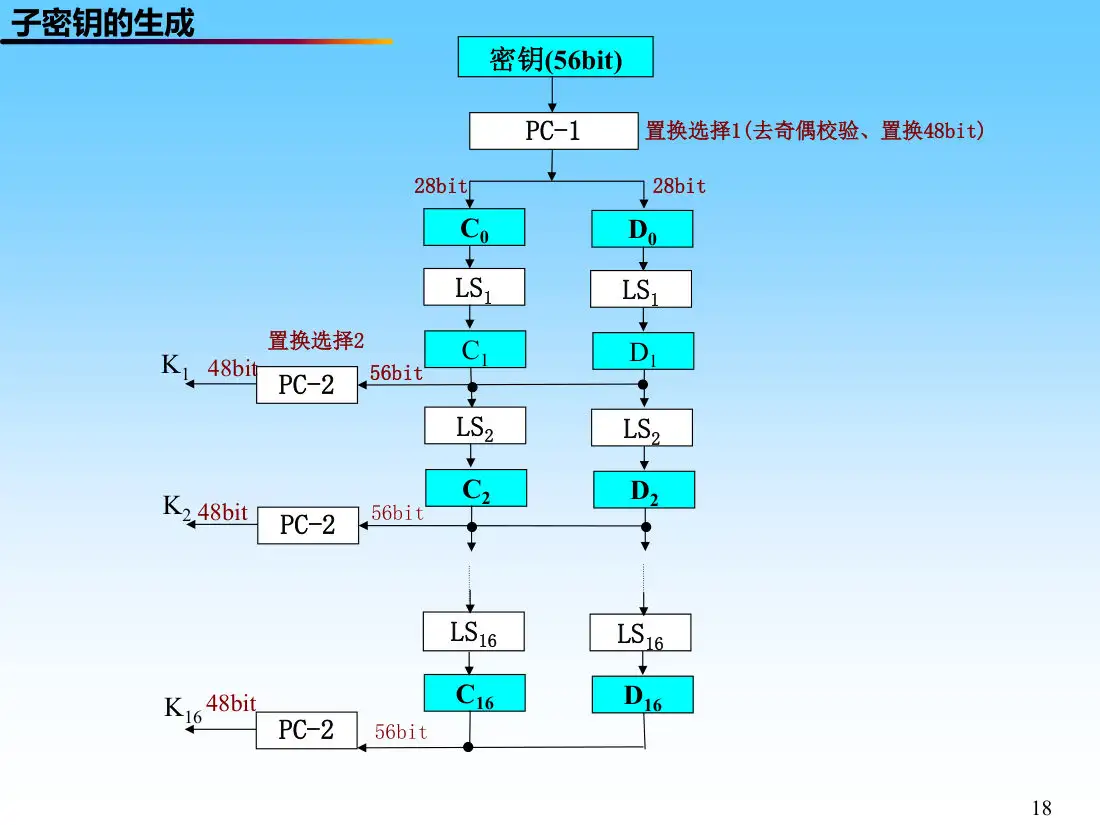 子密钥的生成
密钥(56bit)
PC-1
置换选择1(去奇偶校验、置换48bit)
28bit
28bit
C0
D0
LS1
LS1
置换选择2
C1
D1
K1
48bit
PC-2
56bit
LS2
LS2
C2
D2
K2
48bit
PC-2
56bit
LS16
LS16
C16
D16
K16
48bit
PC-2
56bit
18